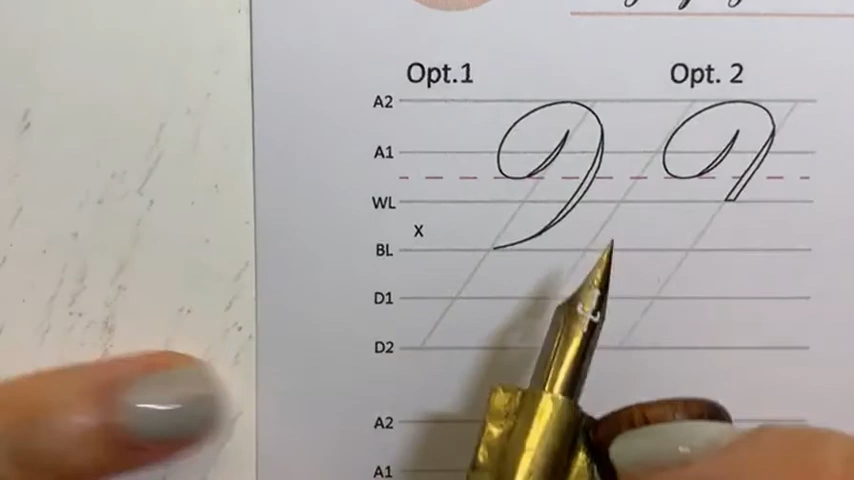 Opt.1 Opt. 2
A2
A1
WL
X
BL
D1
D2
A2
A1